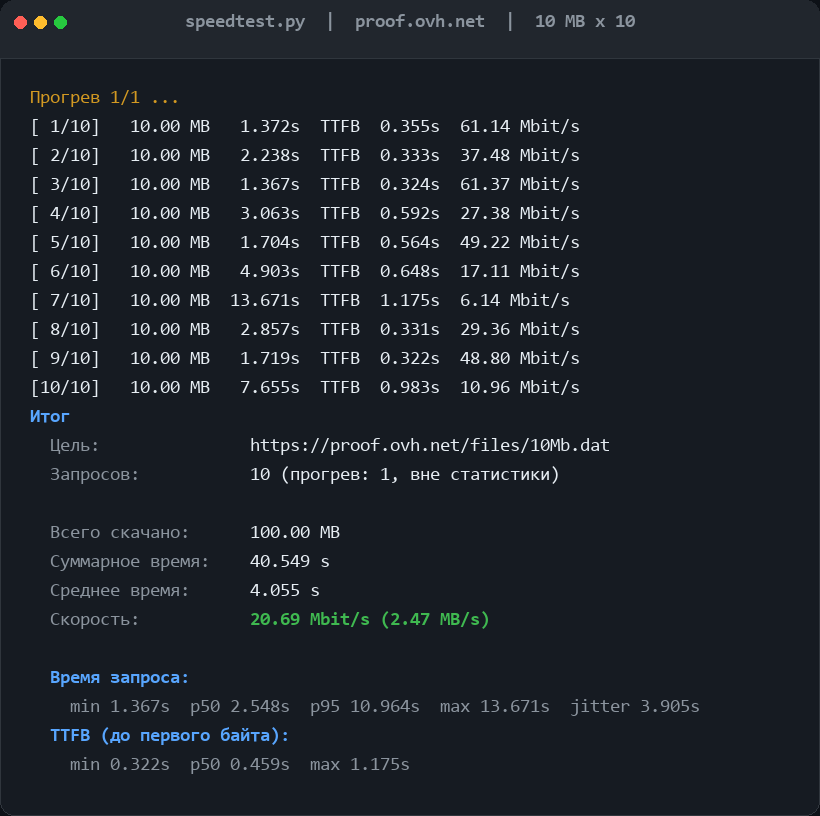 speedtest.py | proof.ovh.net | 10 MB x 10
Прогрев 1/1 ...
[ 1/10]   10.00 MB   1.372s  TTFB  0.355s  61.14 Mbit/s
[ 2/10]   10.00 MB   2.238s  TTFB  0.333s  37.48 Mbit/s
[ 3/10]   10.00 MB   1.367s  TTFB  0.324s  61.37 Mbit/s
[ 4/10]   10.00 MB   3.063s  TTFB  0.592s  27.38 Mbit/s
[ 5/10]   10.00 MB   1.704s  TTFB  0.564s  49.22 Mbit/s
[ 6/10]   10.00 MB   4.903s  TTFB  0.648s  17.11 Mbit/s
[ 7/10]   10.00 MB  13.671s  TTFB  1.175s  6.14 Mbit/s
[ 8/10]   10.00 MB   2.857s  TTFB  0.331s  29.36 Mbit/s
[ 9/10]   10.00 MB   1.719s  TTFB  0.322s  48.80 Mbit/s
[10/10]   10.00 MB   7.655s  TTFB  0.983s  10.96 Mbit/s
Итог
Цель: https://proof.ovh.net/files/10Mb.dat
Запросов: 10 (прогрев: 1, вне статистики)
Всего скачано: 100.00 MB
Суммарное время: 40.549 s
Среднее время: 4.055 s
Скорость: 20.69 Mbit/s (2.47 MB/s)
Время запроса:
min 1.367s  p50 2.548s  p95 10.964s  max 13.671s  jitter 3.905s
TTFB (до первого байта):
min 0.322s  p50 0.459s  max 1.175s